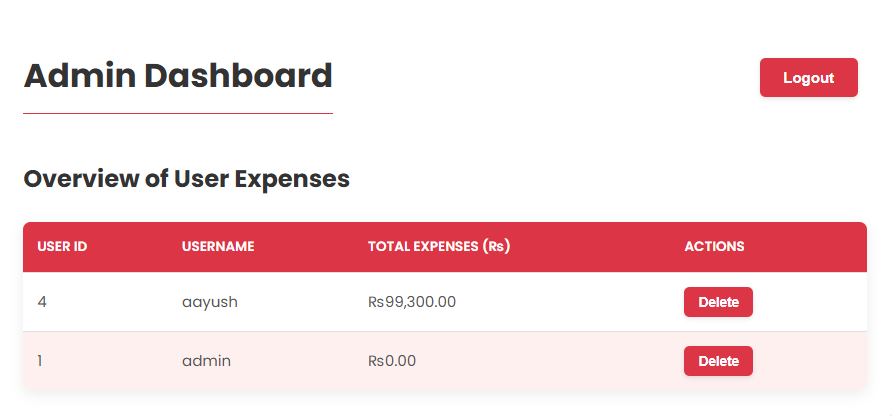 Admin Dashboard
Logout
Overview of User Expenses
USER ID USERNAME TOTAL EXPENSES (₨) ACTIONS
4 aayush ₨99,300.00 Delete
1 admin ₨0.00 Delete